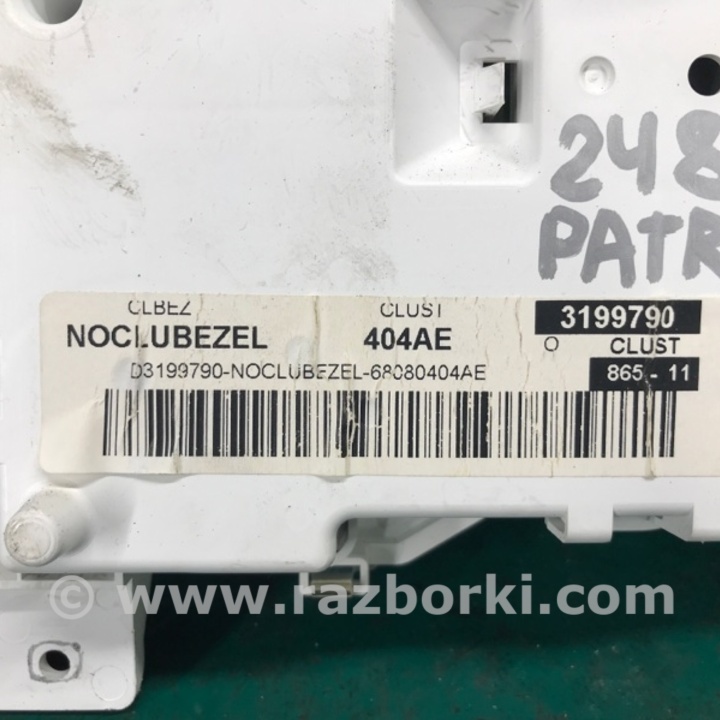 248
PATR
CLBEZ CLUST 3199790
NOCLUBEZEL 404AE O CLUST
D3199790-NOCLUBEZEL-68080404AE 865 - 11
© www.razborki.com